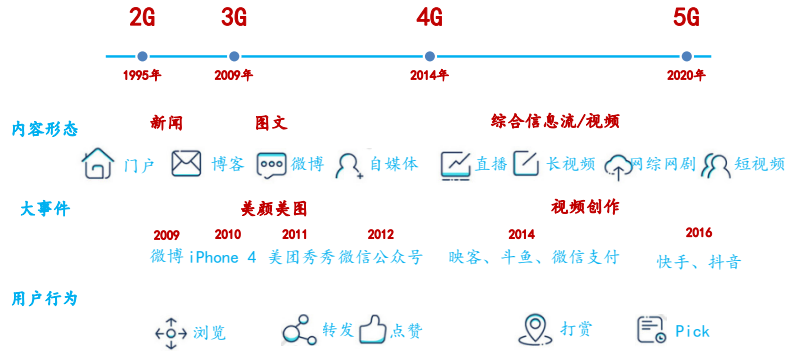 2G 3G 4G 5G
1995年 2009年 2014年 2020年
内容形态 新闻 图文 综合信息流/视频
门户 博客 微博 自媒体 直播 长视频 网综网剧 短视频
大事件 美颜美图 视频创作
2009 2010 2011 2012 2014 2016
微博 iPhone 4 美团秀秀 微信公众号 映客、斗鱼、微信支付 快手、抖音
用户行为
浏览 转发 点赞 打赏 Pick